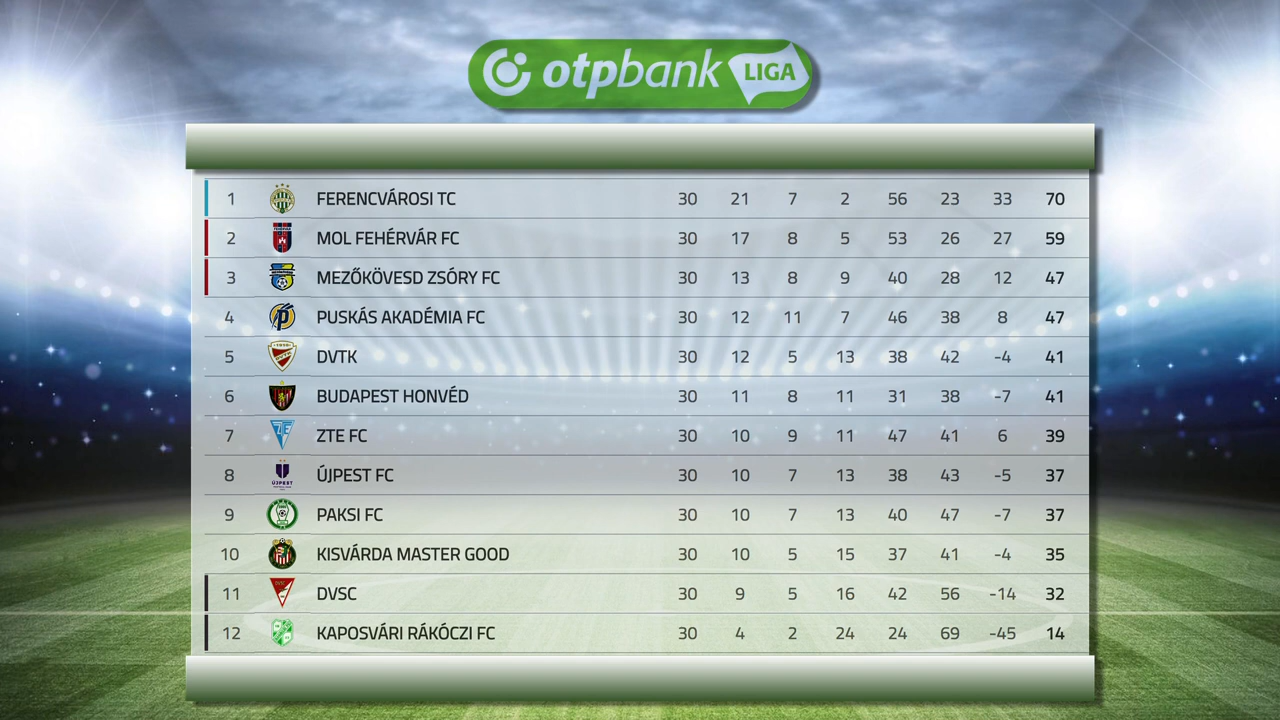 otpbank LIGA
1 FERENCVÁROSI TC 30 21 7 2 56 23 33 70
2 MOL FEHÉRVÁR FC 30 17 8 5 53 26 27 59
3 MEZŐKÖVESD ZSÓRY FC 30 13 8 9 40 28 12 47
4 PUSKÁS AKADÉMIA FC 30 12 11 7 46 38 8 47
5 DVTK 30 12 5 13 38 42 -4 41
6 BUDAPEST HONVÉD 30 11 8 11 31 38 -7 41
7 ZTE FC 30 10 9 11 47 41 6 39
8 ÚJPEST FC 30 10 7 13 38 43 -5 37
9 PAKSI FC 30 10 7 13 40 47 -7 37
10 KISVÁRDA MASTER GOOD 30 10 5 15 37 41 -4 35
11 DVSC 30 9 5 16 42 56 -14 32
12 KAPOSVÁRI RÁKÓCZI FC 30 4 2 24 24 69 -45 14